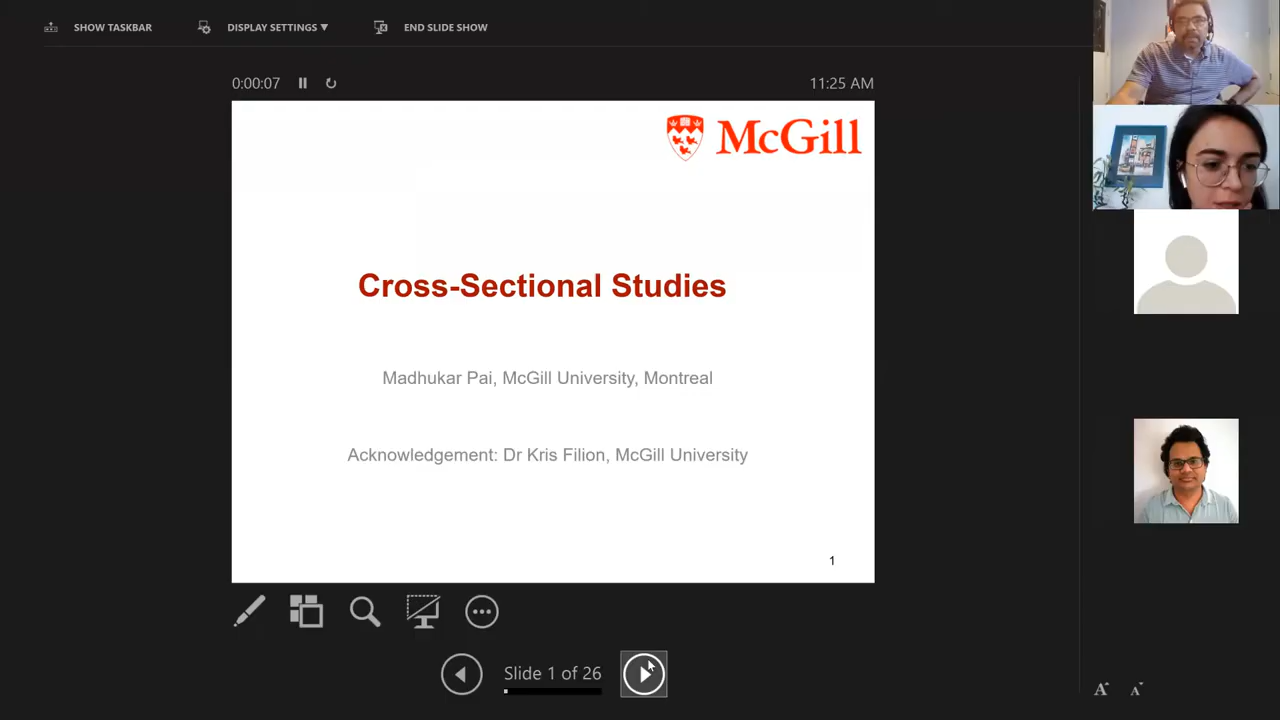 SHOW TASKBAR
DISPLAY SETTINGS ▼
END SLIDE SHOW
0:00:07
11:25 AM
McGill
Cross-Sectional Studies
Madhukar Pai, McGill University, Montreal
Acknowledgement: Dr Kris Filion, McGill University
1
Slide 1 of 26
A A